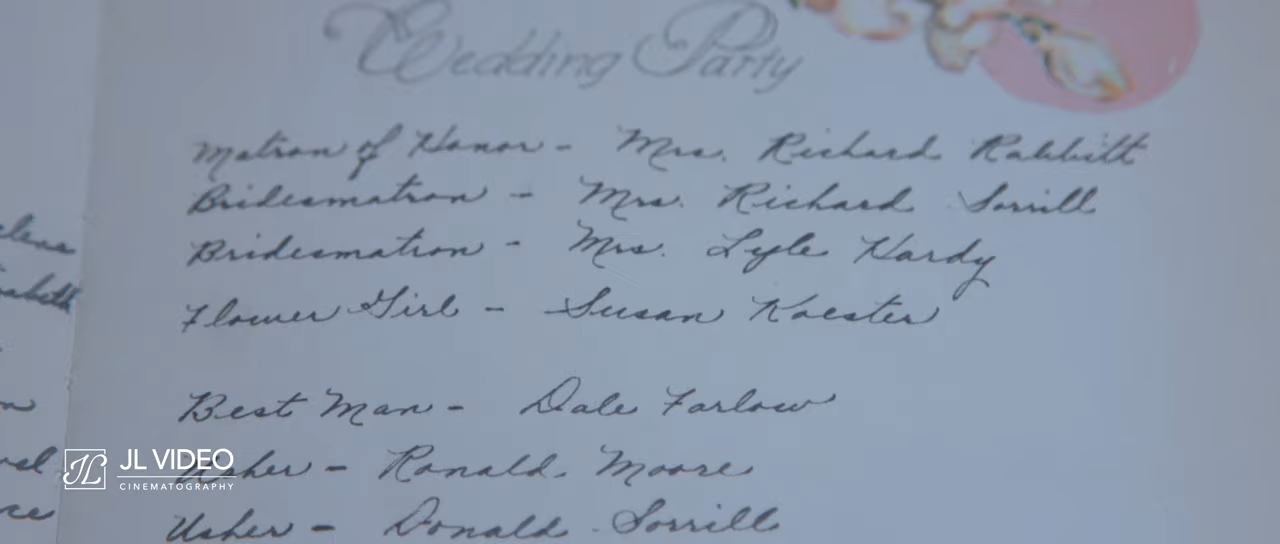 Wedding Party
Matron of Honor - Mrs. Richard Rabbitt
Bridesmatron - Mrs. Richard Sorrill
Bridesmatron - Mrs. Lyle Hardy
Flower Girl - Susan Koester
Best Man - Dale Farlow
Usher - Ronald Moore
Usher - Donald Sorrill
JL VIDEO
CINEMATOGRAPHY